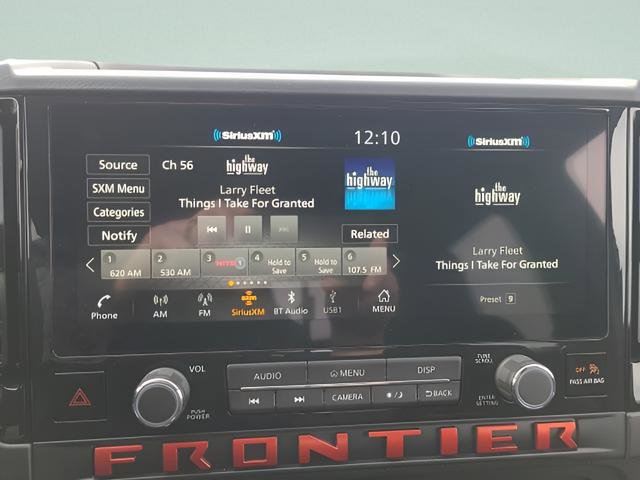 SiriusXM
12:10
SiriusXM
Source
Ch 56
the highway
the highway
SXM Menu
Larry Fleet
the highway
Categories
Things I Take For Granted
Notify
Related
Larry Fleet
Things I Take For Granted
1
620 AM
2
530 AM
3
HITS 1
4
Hold to
Save
5
Hold to
Save
6
107.5 FM
Preset 9
Phone
AM
FM
SXM
SiriusXM
BT Audio
USB1
MENU
VOL
PUSH
POWER
AUDIO
MENU
DISP
CAMERA
BACK
TUNE
SCROLL
ENTER
SETTING
OFF
PASS AIR BAG
FRONTIER